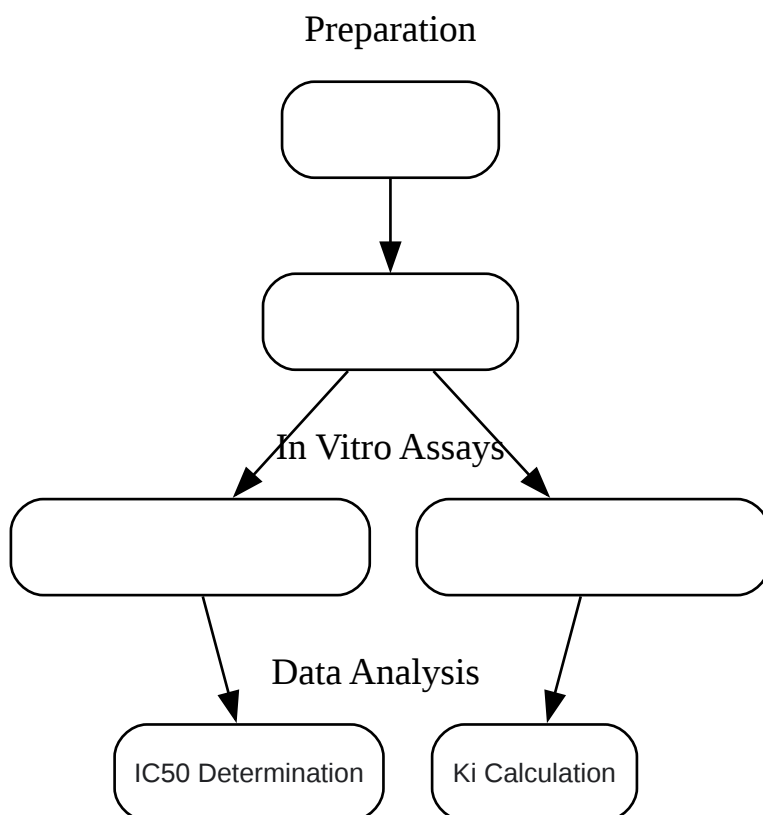 Preparation
In Vitro Assays
Data Analysis
IC50 Determination
Ki Calculation